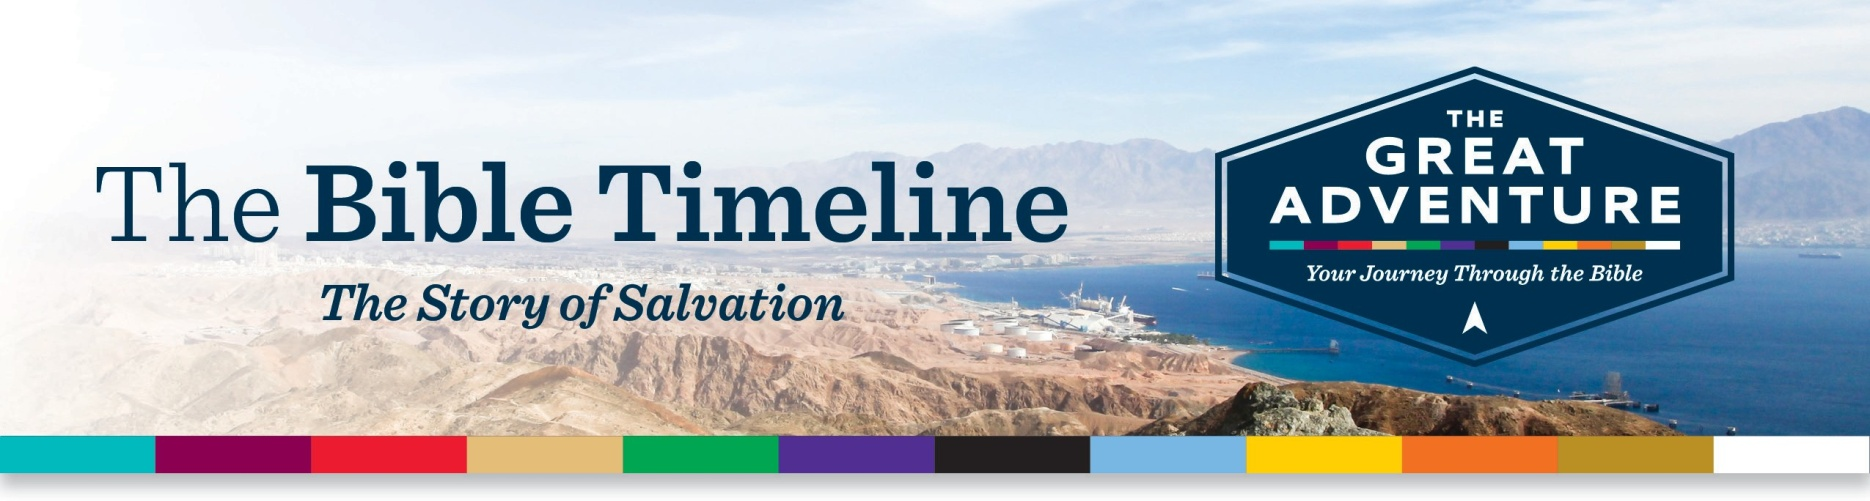 The Bible Timeline
The Story of Salvation
THE
GREAT
ADVENTURE
Your Journey Through the Bible